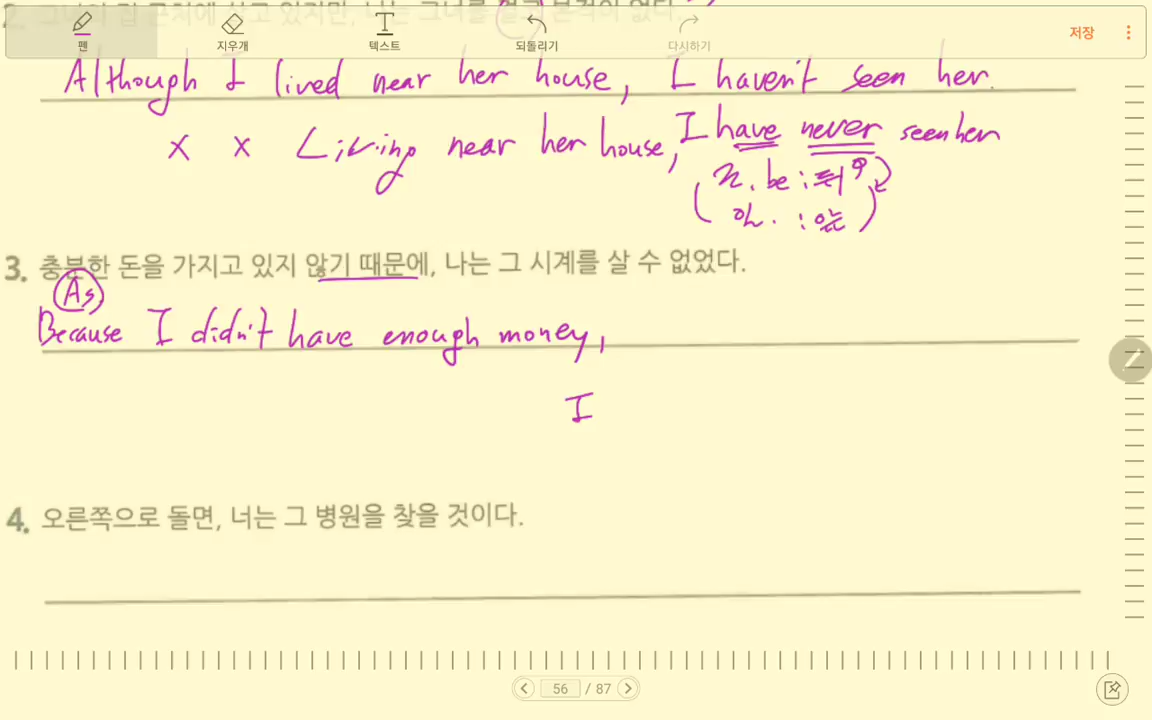 펜 지우개 텍스트 되돌리기 다시하기 저장
Although I lived near her house, I haven't seen her.
x x Living near her house, I have never seen her
3. 충분한 돈을 가지고 있지 않기 때문에, 나는 그 시계를 살 수 없었다.
As
Because I didn't have enough money,
I
4. 오른쪽으로 돌면, 너는 그 병원을 찾을 것이다.
56 / 87